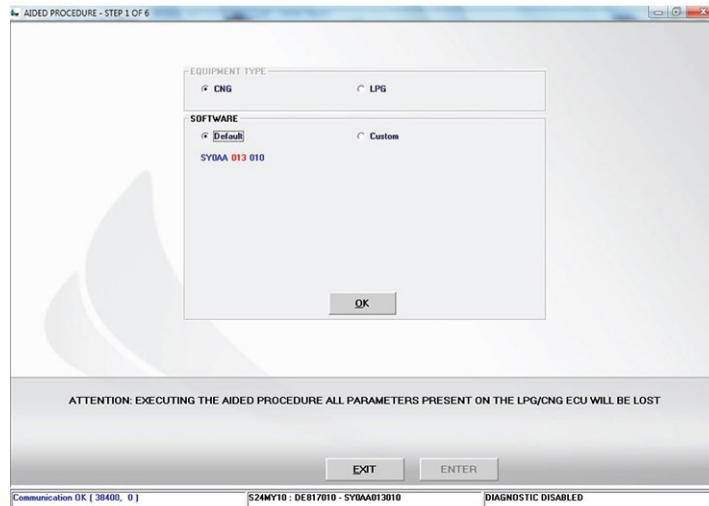 AIDED PROCEDURE - STEP 1 OF 6
EQUIPMENT TYPE
CNG LPG
SOFTWARE
Default Custom
SY0AA 013 010
OK
ATTENTION: EXECUTING THE AIDED PROCEDURE ALL PARAMETERS PRESENT ON THE LPG/CNG ECU WILL BE LOST
EXIT ENTER
Communication OK ( 38400, 0 ) S24MY10 : DE817010 - SY0AA013010 DIAGNOSTIC DISABLED